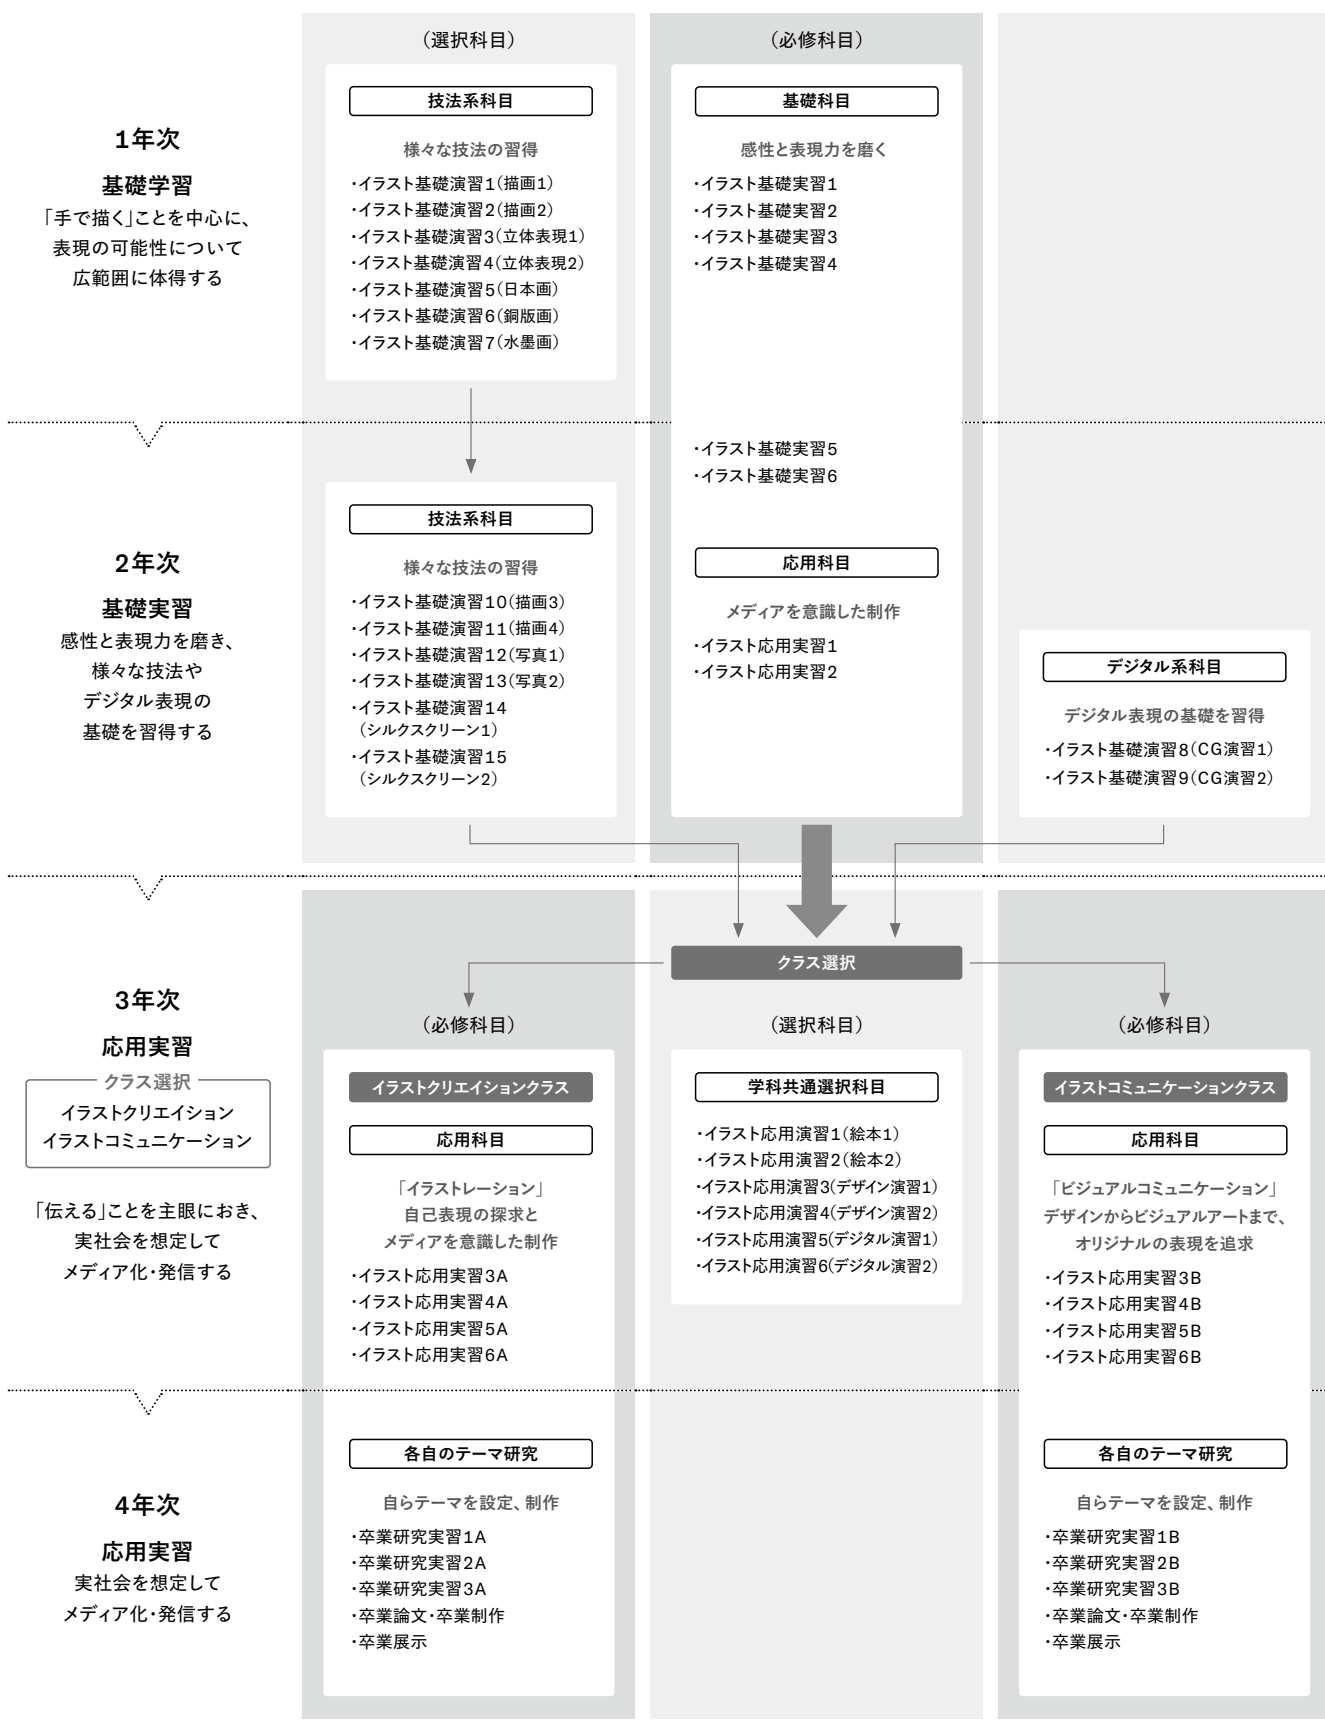 1年次
基礎学習
「手で描く」ことを中心に、
表現の可能性について
広範囲に体得する
（選択科目）
技法系科目
様々な技法の習得
・イラスト基礎演習1(描画1)
・イラスト基礎演習2(描画2)
・イラスト基礎演習3(立体表現1)
・イラスト基礎演習4(立体表現2)
・イラスト基礎演習5(日本画)
・イラスト基礎演習6(銅版画)
・イラスト基礎演習7(水墨画)
（必修科目）
基礎科目
感性と表現力を磨く
・イラスト基礎実習1
・イラスト基礎実習2
・イラスト基礎実習3
・イラスト基礎実習4
2年次
基礎実習
感性と表現力を磨き、
様々な技法や
デジタル表現の
基礎を習得する
技法系科目
様々な技法の習得
・イラスト基礎演習10(描画3)
・イラスト基礎演習11(描画4)
・イラスト基礎演習12(写真1)
・イラスト基礎演習13(写真2)
・イラスト基礎演習14
（シルクスクリーン1）
・イラスト基礎演習15
（シルクスクリーン2）
・イラスト基礎実習5
・イラスト基礎実習6
応用科目
メディアを意識した制作
・イラスト応用実習1
・イラスト応用実習2
デジタル系科目
デジタル表現の基礎を習得
・イラスト基礎演習8(CG演習1)
・イラスト基礎演習9(CG演習2)
3年次
応用実習
クラス選択
イラストクリエイション
イラストコミュニケーション
「伝える」ことを主眼におき、
実社会を想定して
メディア化・発信する
クラス選択
（必修科目）
イラストクリエイションクラス
応用科目
「イラストレーション」
自己表現の探求と
メディアを意識した制作
・イラスト応用実習3A
・イラスト応用実習4A
・イラスト応用実習5A
・イラスト応用実習6A
（選択科目）
学科共通選択科目
・イラスト応用演習1(絵本1)
・イラスト応用演習2(絵本2)
・イラスト応用演習3(デザイン演習1)
・イラスト応用演習4(デザイン演習2)
・イラスト応用演習5(デジタル演習1)
・イラスト応用演習6(デジタル演習2)
（必修科目）
イラストコミュニケーションクラス
応用科目
「ビジュアルコミュニケーション」
デザインからビジュアルアートまで、
オリジナルの表現を追求
・イラスト応用実習3B
・イラスト応用実習4B
・イラスト応用実習5B
・イラスト応用実習6B
4年次
応用実習
実社会を想定して
メディア化・発信する
各自のテーマ研究
自らテーマを設定、制作
・卒業研究実習1A
・卒業研究実習2A
・卒業研究実習3A
・卒業論文・卒業制作
・卒業展示
各自のテーマ研究
自らテーマを設定、制作
・卒業研究実習1B
・卒業研究実習2B
・卒業研究実習3B
・卒業論文・卒業制作
・卒業展示